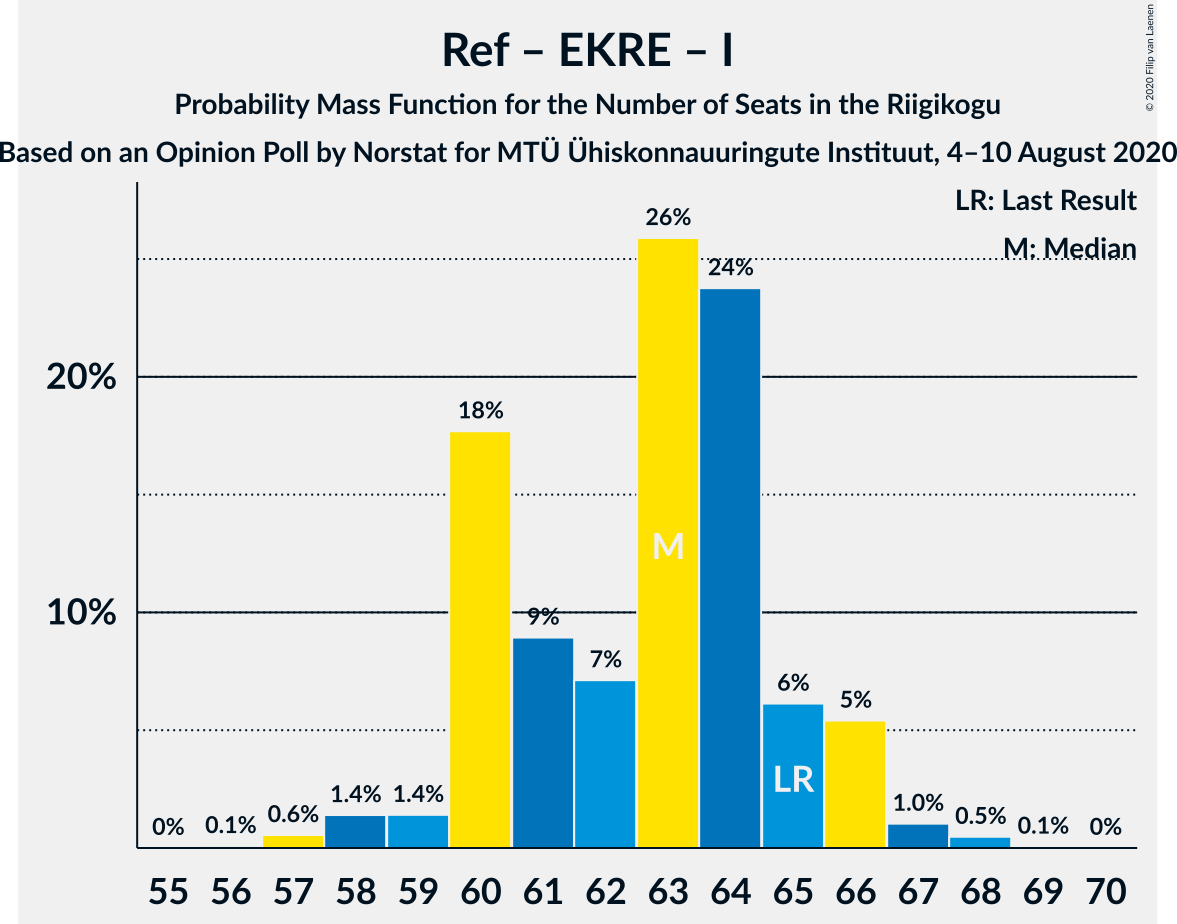 Ref – EKRE – I
Probability Mass Function for the Number of Seats in the Riigikogu
Based on an Opinion Poll by Norstat for MTÜ Ühiskonnauuringute Instituut, 4–10 August 2020
© 2020 Filip van Laenen
LR: Last Result
M: Median
26%
24%
20%
18%
M
10%
9%
7%
6%
5%
LR
0%
0.1%
0.6%
1.4%
1.4%
1.0%
0.5%
0.1%
0%
55 56 57 58 59 60 61 62 63 64 65 66 67 68 69 70